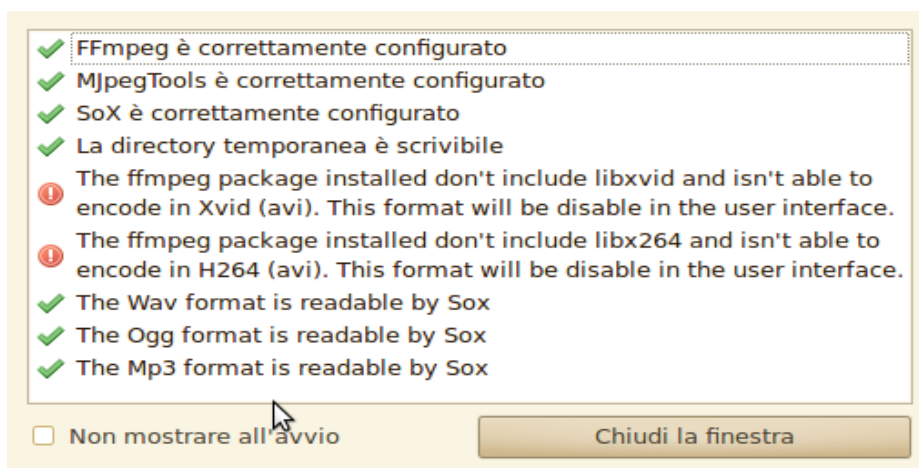 FFmpeg è correttamente configurato
MJpegTools è correttamente configurato
SoX è correttamente configurato
La directory temporanea è scrivibile
The ffmpeg package installed don't include libxvid and isn't able to
encode in Xvid (avi). This format will be disable in the user interface.
The ffmpeg package installed don't include libx264 and isn't able to
encode in H264 (avi). This format will be disable in the user interface.
The Wav format is readable by Sox
The Ogg format is readable by Sox
The Mp3 format is readable by Sox
Non mostrare all'avvio
Chiudi la finestra